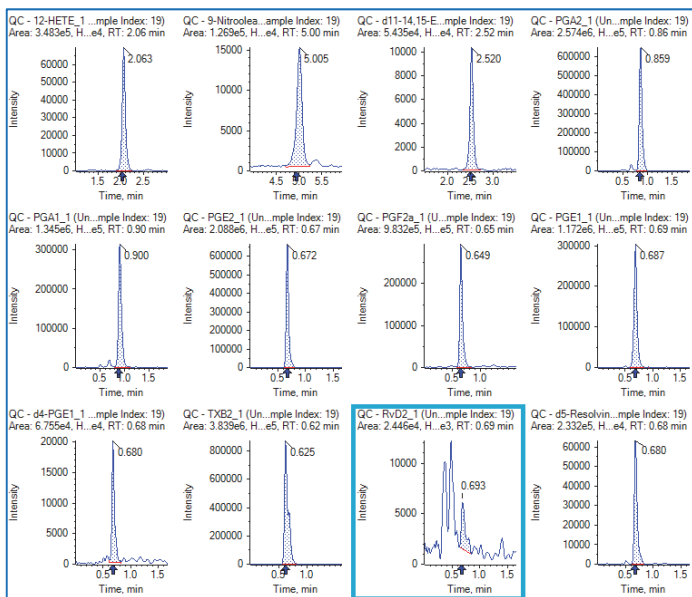 QC - 12-HETE_1 ...mple Index: 19)
Area: 3.483e5, H...e4, RT: 2.06 min
2.063
60000
50000
40000
30000
20000
10000
0
Intensity
1.5 2.0 2.5
Time, min
QC - 9-Nitroolea...ample Index: 19)
Area: 1.269e5, H...e4, RT: 5.00 min
5.005
15000
10000
5000
0
Intensity
4.5 5.0 5.5
Time, min
QC - d11-14,15-E... mple Index: 19)
Area: 5.435e4, H...e4, RT: 2.52 min
2.520
10000
8000
6000
4000
2000
0
Intensity
2.0 2.5 3.0 3.5
Time, min
QC - PGA2_1 (Un...mple Index: 19)
Area: 2.574e6, H...e5, RT: 0.86 min
0.859
600000
500000
400000
300000
200000
100000
0
Intensity
0.5 1.0 1.5
Time, min
QC - PGA1_1 (Un...mple Index: 19)
Area: 1.345e6, H...e5, RT: 0.90 min
0.900
300000
200000
100000
0
Intensity
0.5 1.0 1.5
Time, min
QC - PGE2_1 (Un...mple Index: 19)
Area: 2.088e6, H...e5, RT: 0.67 min
0.672
600000
500000
400000
300000
200000
100000
0
Intensity
0.5 1.0 1.5
Time, min
QC - PGF2a_1 (Un...mple Index: 19)
Area: 9.832e5, H...e5, RT: 0.65 min
0.649
200000
100000
0
Intensity
0.5 1.0 1.5
Time, min
QC - PGE1_1 (Un...mple Index: 19)
Area: 1.172e6, H...e5, RT: 0.69 min
0.687
300000
200000
100000
0
Intensity
0.5 1.0 1.5
Time, min
QC - d4-PGE1_1 ...mple Index: 19)
Area: 6.755e4, H...e4, RT: 0.68 min
0.680
20000
15000
10000
5000
0
Intensity
0.5 1.0 1.5
Time, min
QC - TXB2_1 (Un...mple Index: 19)
Area: 3.839e6, H...e5, RT: 0.62 min
0.625
800000
600000
400000
200000
0
Intensity
0.5 1.0
Time, min
QC - RvD2_1 (Un...mple Index: 19)
Area: 2.446e4, H...e3, RT: 0.69 min
0.693
10000
5000
0
Intensity
0.5 1.0 1.5
Time, min
QC - d5-Resolvin...mple Index: 19)
Area: 2.332e5, H...e4, RT: 0.68 min
0.680
60000
50000
40000
30000
20000
10000
0
Intensity
0.5 1.0 1.5
Time, min